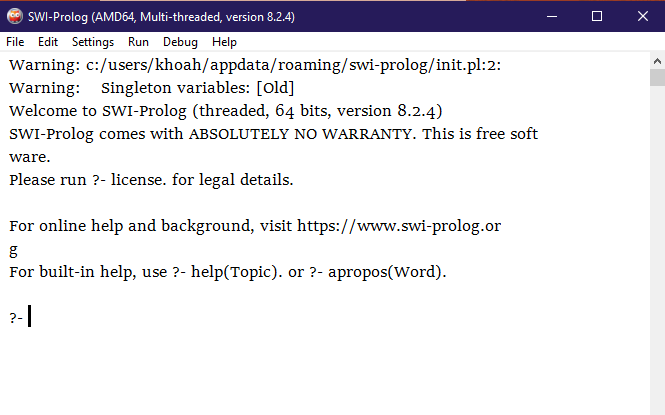 SWI-Prolog (AMD64, Multi-threaded, version 8.2.4)
File Edit Settings Run Debug Help
Warning: c:/users/khoah/appdata/roaming/swi-prolog/init.pl:2:
Warning:    Singleton variables: [Old]
Welcome to SWI-Prolog (threaded, 64 bits, version 8.2.4)
SWI-Prolog comes with ABSOLUTELY NO WARRANTY. This is free soft
ware.
Please run ?- license. for legal details.
For online help and background, visit https://www.swi-prolog.or
g
For built-in help, use ?- help(Topic). or ?- apropos(Word).
?-